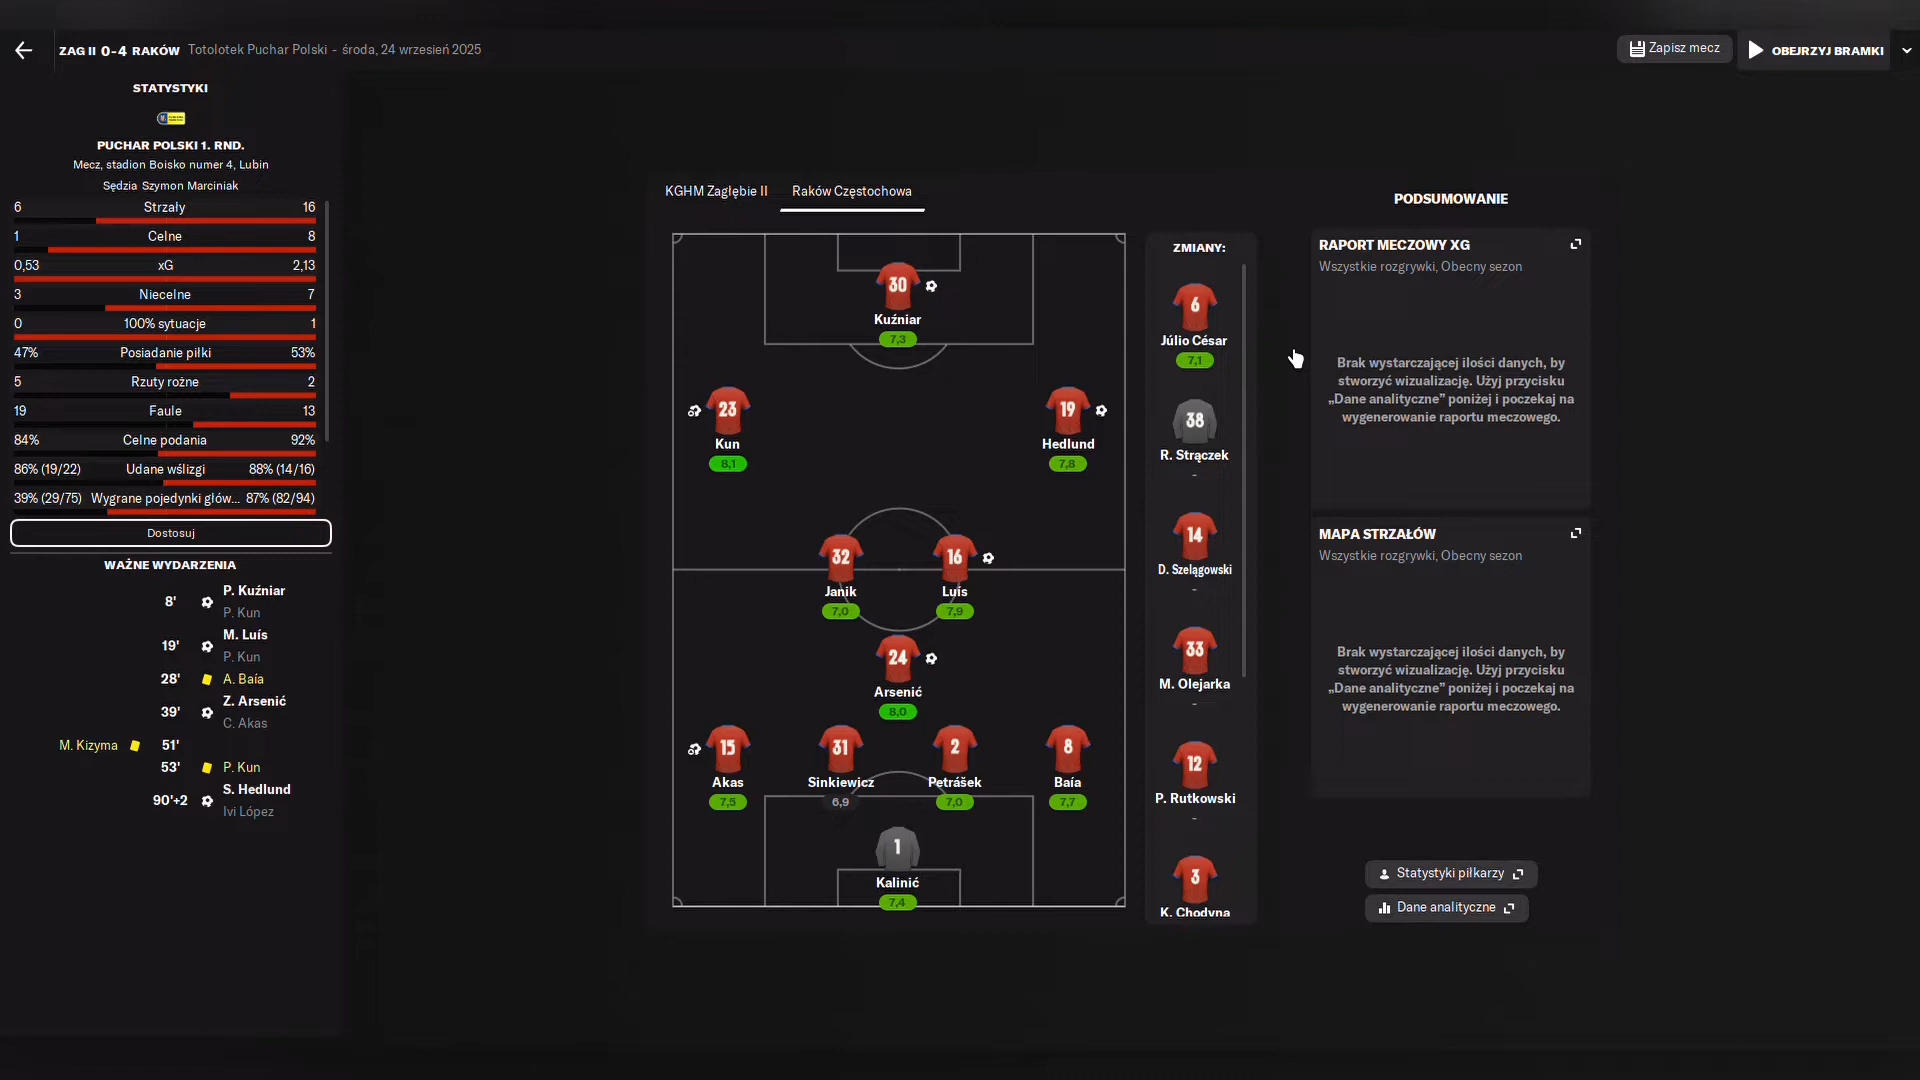 ZAG II 0-4 RAKÓW
Totolotek Puchar Polski - środa, 24 wrzesień 2025
Zapisz mecz
OBEJRZYJ BRAMKI
STATYSTYKI
PUCHAR POLSKI 1. RND.
Mecz, stadion Boisko numer 4, Lubin
Sędzia Szymon Marciniak
6 Strzały 16
1 Celne 8
0,53 xG 2,13
3 Niecelne 7
0 100% sytuacje 1
47% Posiadanie piłki 53%
5 Rzuty rożne 2
19 Faule 13
84% Celne podania 92%
86% (19/22) Udane wślizgi 88% (14/16)
39% (29/75) Wygrane pojedynki głów... 87% (82/94)
Dostosuj
WAŻNE WYDARZENIA
8' P. Kuźniar
P. Kun
19' M. Luís
P. Kun
28' A. Baía
39' Z. Arsenić
C. Akas
M. Kizyma 51'
53' P. Kun
90'+2 S. Hedlund
Ivi López
KGHM Zagłębie II
Raków Częstochowa
30
Kuźniar
7,3
23
Kun
8,1
19
Hedlund
7,8
32
Janik
7,0
16
Luís
7,9
24
Arsenić
8,0
15
Akas
7,5
31
Sinkiewicz
6,9
2
Petrášek
7,0
8
Baía
7,7
1
Kalinić
7,4
ZMIANY:
6
Júlio César
7,1
38
R. Strączek
-
14
D. Szelągowski
-
33
M. Olejarka
-
12
P. Rutkowski
-
3
K. Chodyna
PODSUMOWANIE
RAPORT MECZOWY XG
Wszystkie rozgrywki, Obecny sezon
Brak wystarczającej ilości danych, by
stworzyć wizualizację. Użyj przycisku
„Dane analityczne” poniżej i poczekaj na
wygenerowanie raportu meczowego.
MAPA STRZAŁÓW
Wszystkie rozgrywki, Obecny sezon
Brak wystarczającej ilości danych, by
stworzyć wizualizację. Użyj przycisku
„Dane analityczne” poniżej i poczekaj na
wygenerowanie raportu meczowego.
Statystyki piłkarzy
Dane analityczne